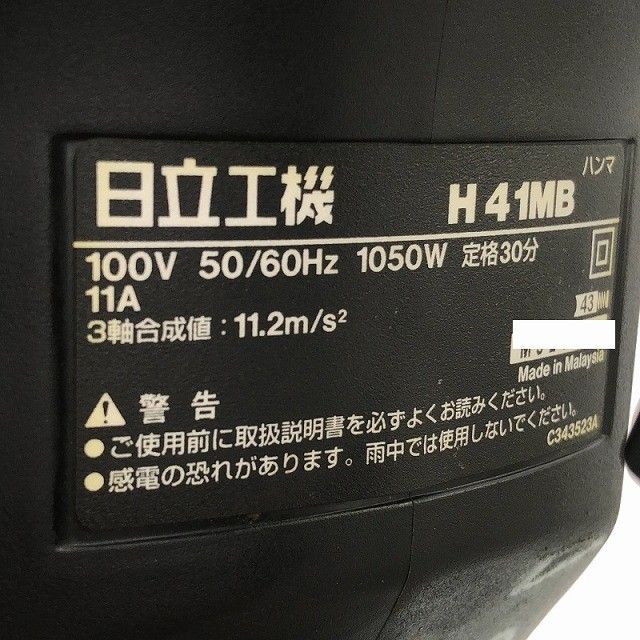 ハンマ
日立工機 H41MB
100V 50/60Hz 1050W 定格30分
11A
3軸合成値：11.2m/s²
43
Made in Malaysia
警告
●ご使用前に取扱説明書を必ずよくお読みください。
●感電の恐れがあります。雨中では使用しないでください。
C343523A